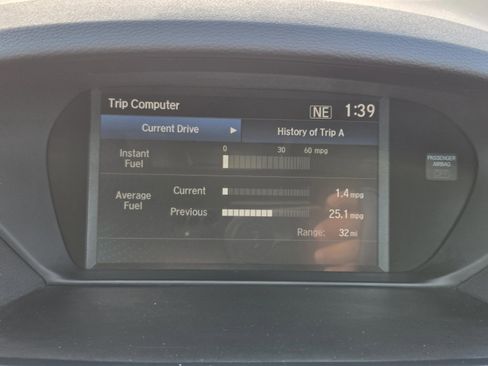 Trip Computer NE 1:39
Current Drive History of Trip A
Instant Fuel 0 30 60 mpg
Average Fuel
Current 1.4 mpg
Previous 25.1 mpg
Range: 32 mi
PASSENGER
AIRBAG